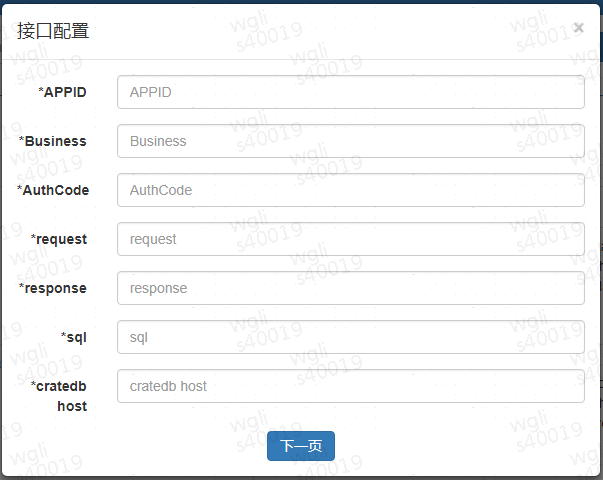 接口配置
×
*APPID APPID
*Business Business
*AuthCode AuthCode
*request request
*response response
*sql sql
*cratedb host cratedb host
下一页
wgli
s40019